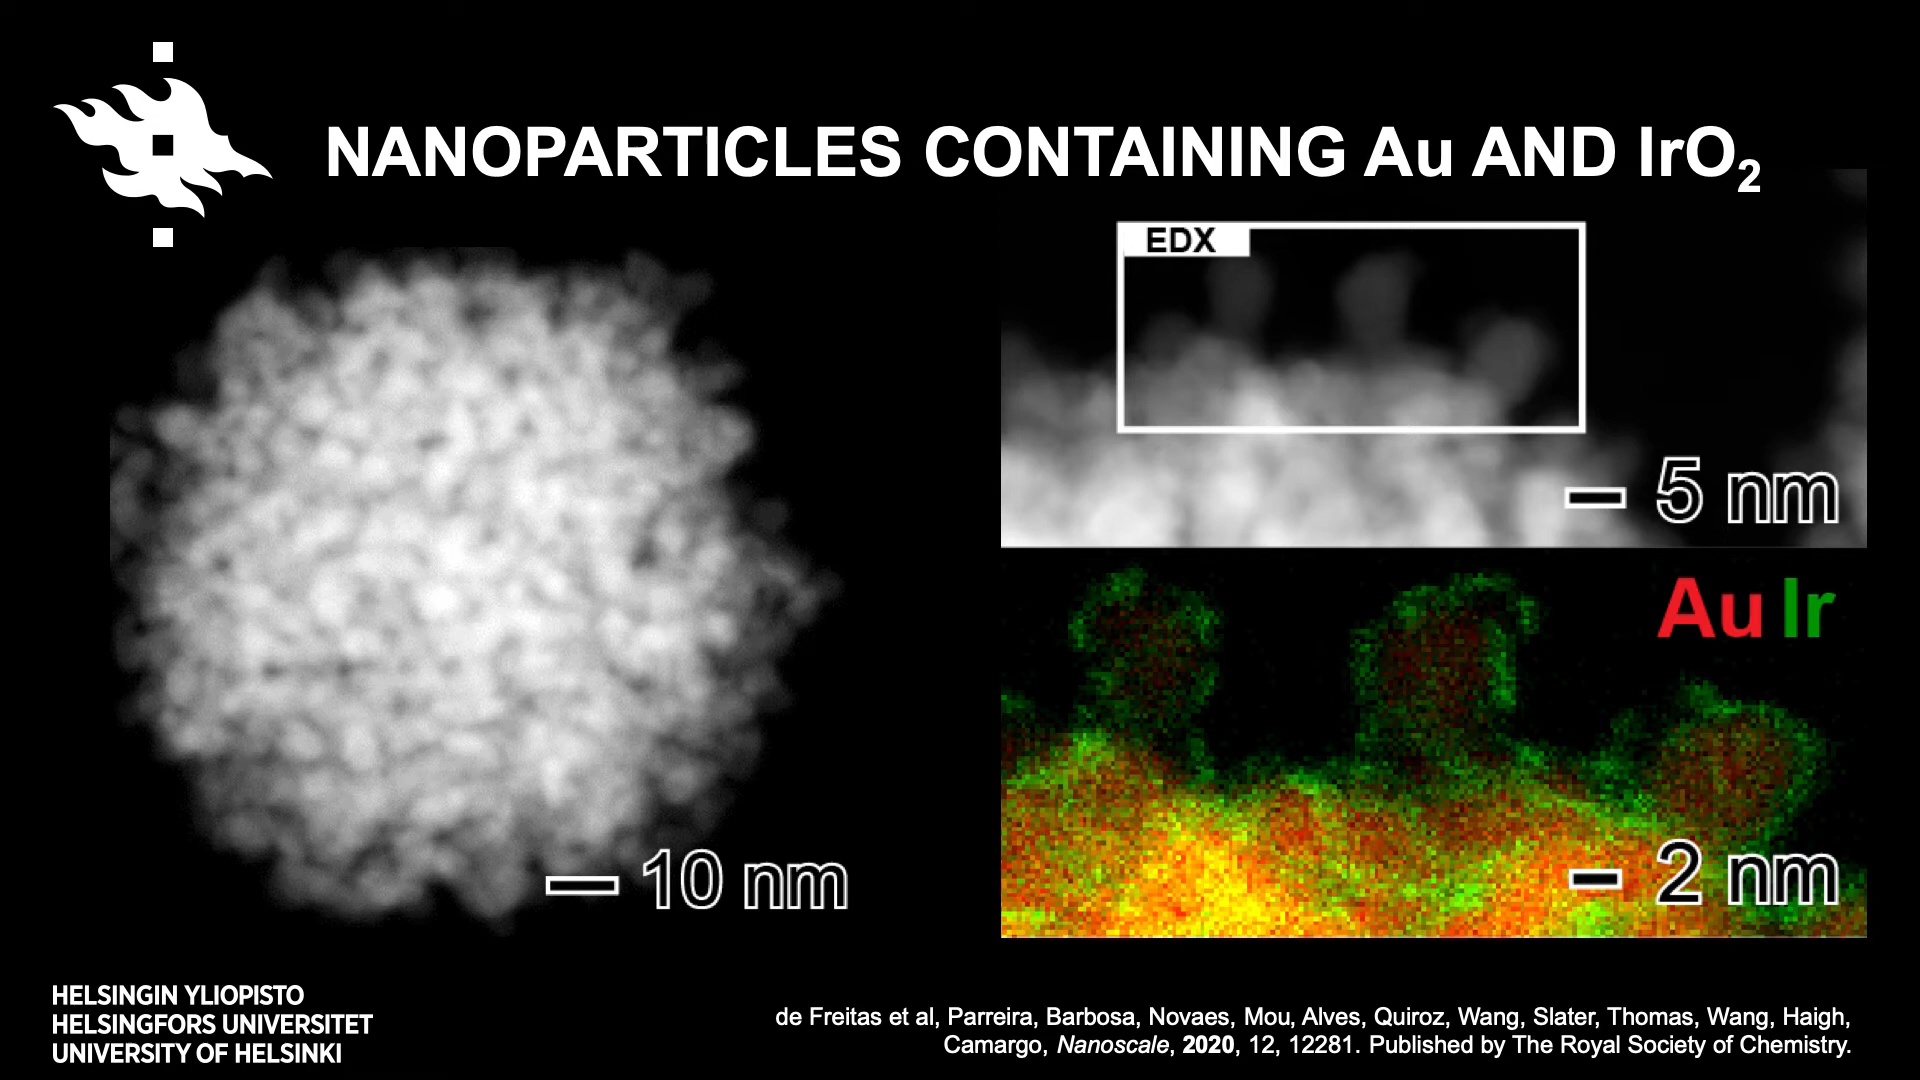 NANOPARTICLES CONTAINING Au AND IrO₂
EDX
5 nm
Au Ir
10 nm
2 nm
HELSINGIN YLIOPISTO
HELSINGFORS UNIVERSITET
UNIVERSITY OF HELSINKI
de Freitas et al, Parreira, Barbosa, Novaes, Mou, Alves, Quiroz, Wang, Slater, Thomas, Wang, Haigh,
Camargo, Nanoscale, 2020, 12, 12281. Published by The Royal Society of Chemistry.